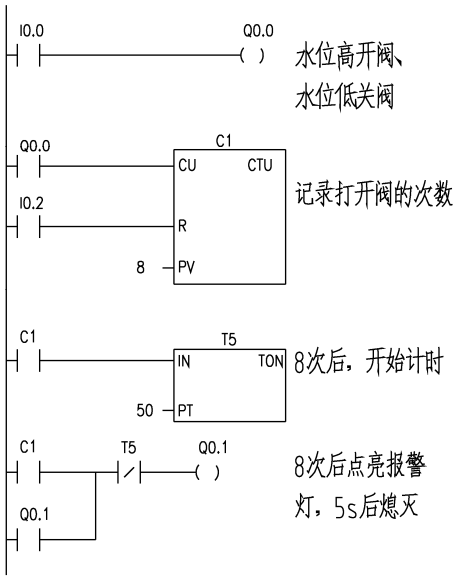 I0.0
Q0.0
水位高开阀、
水位低关阀
Q0.0
C1
CU
CTU
I0.2
R
记录打开阀的次数
8
PV
C1
T5
IN
TON
8次后，开始计时
50
PT
C1
T5
Q0.1
8次后点亮报警
灯，5s后熄灭
Q0.1